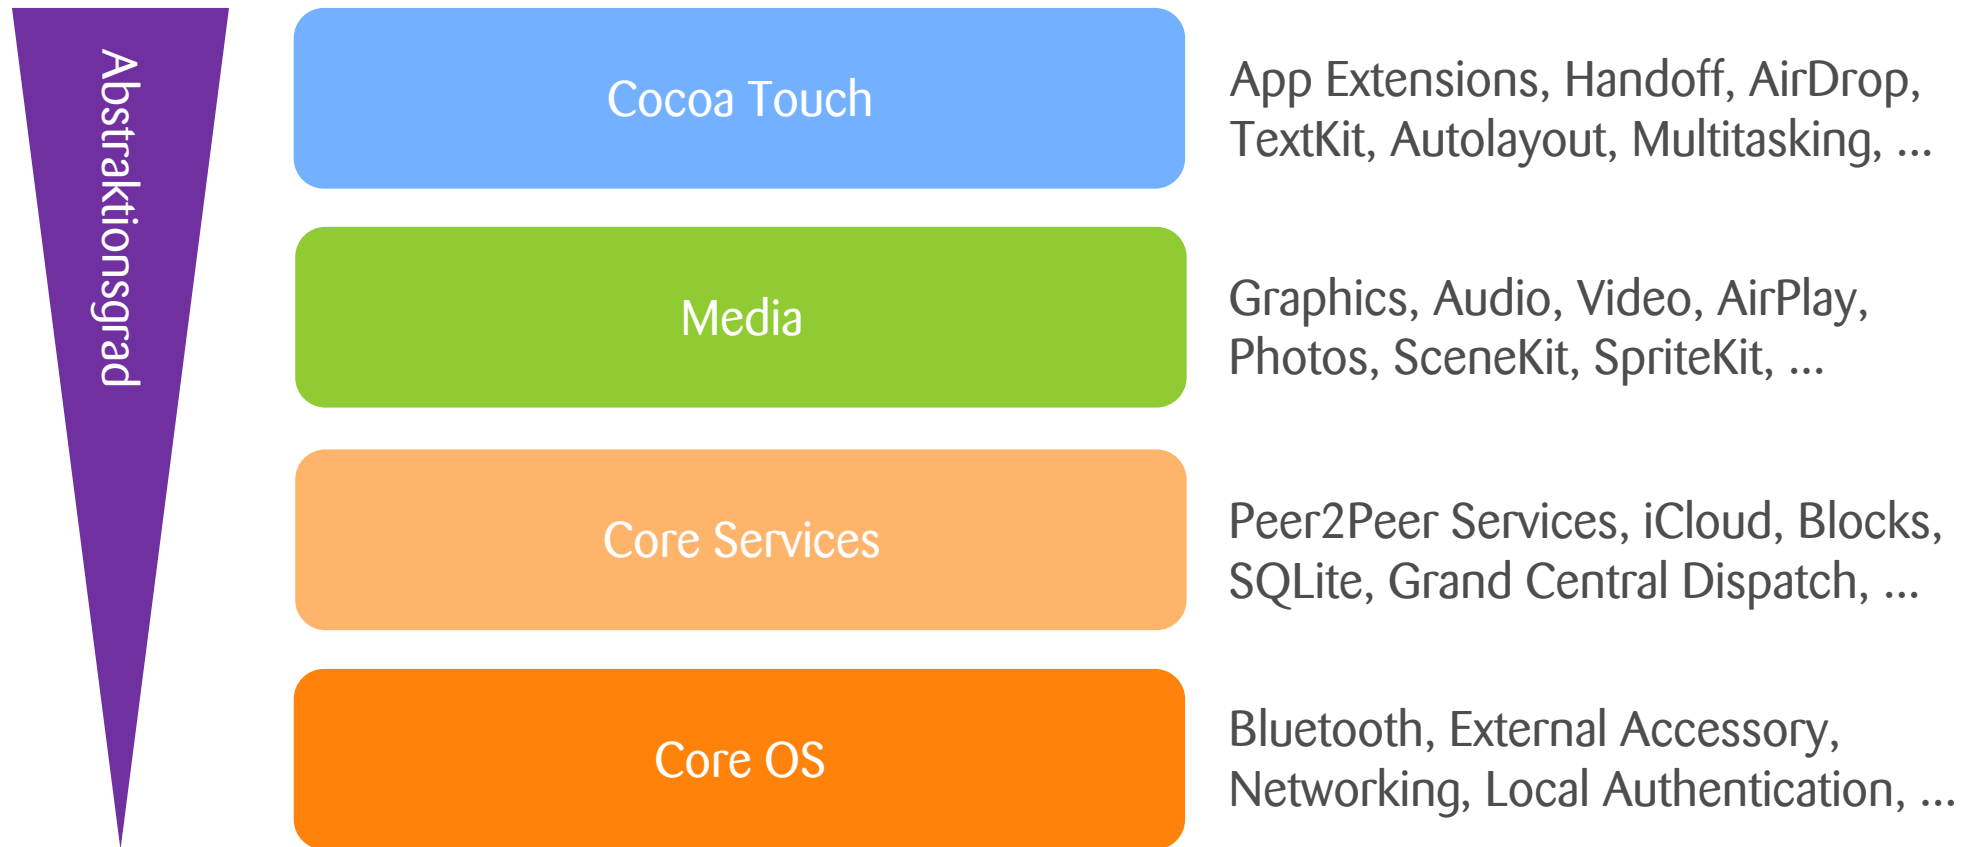 Abstraktionsgrad
Cocoa Touch
App Extensions, Handoff, AirDrop,
TextKit, Autolayout, Multitasking, ...
Media
Graphics, Audio, Video, AirPlay,
Photos, SceneKit, SpriteKit, ...
Core Services
Peer2Peer Services, iCloud, Blocks,
SQLite, Grand Central Dispatch, ...
Core OS
Bluetooth, External Accessory,
Networking, Local Authentication, ...